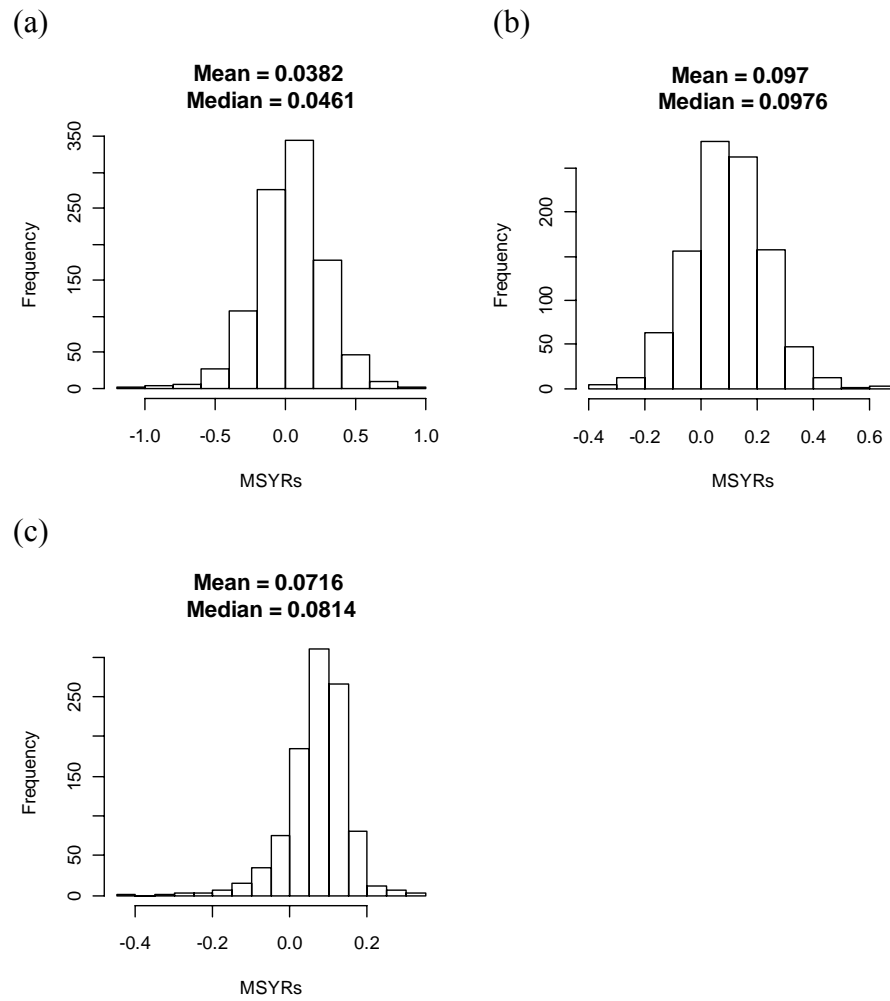 (a)
Mean = 0.0382
Median = 0.0461
Frequency
350
250
150
50
0
-1.0 -0.5 0.0 0.5 1.0
MSYRs
(b)
Mean = 0.097
Median = 0.0976
Frequency
200
100
50
0
-0.4 -0.2 0.0 0.2 0.4 0.6
MSYRs
(c)
Mean = 0.0716
Median = 0.0814
Frequency
250
150
50
0
-0.4 -0.2 0.0 0.2
MSYRs